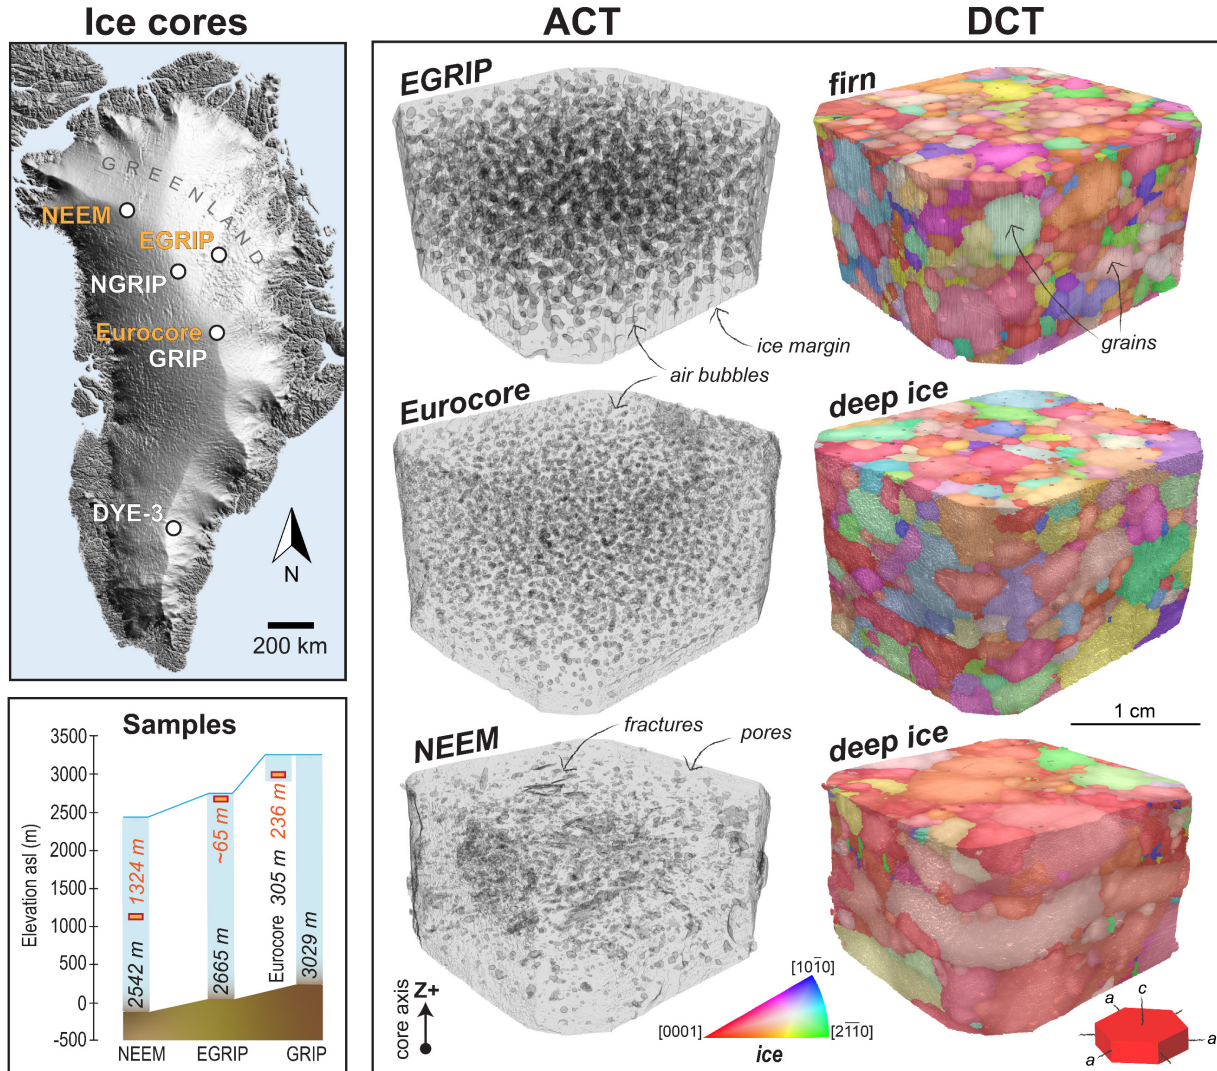 Ice cores
ACT
DCT
GREENLAND
NEEM
EGRIP
NGRIP
Eurocore
GRIP
DYE-3
N
200 km
Samples
Elevation asl (m)
3500
3000
2500
2000
1500
1000
500
0
-500
2542 m
1324 m
2665 m
~65 m
Eurocore 305 m
236 m
3029 m
NEEM
EGRIP
GRIP
EGRIP
firn
ice margin
air bubbles
grains
Eurocore
deep ice
1 cm
NEEM
fractures
pores
deep ice
core axis
Z+
[0001]
[101̄0]
[21̄1̄0]
ice
a
c
a
a